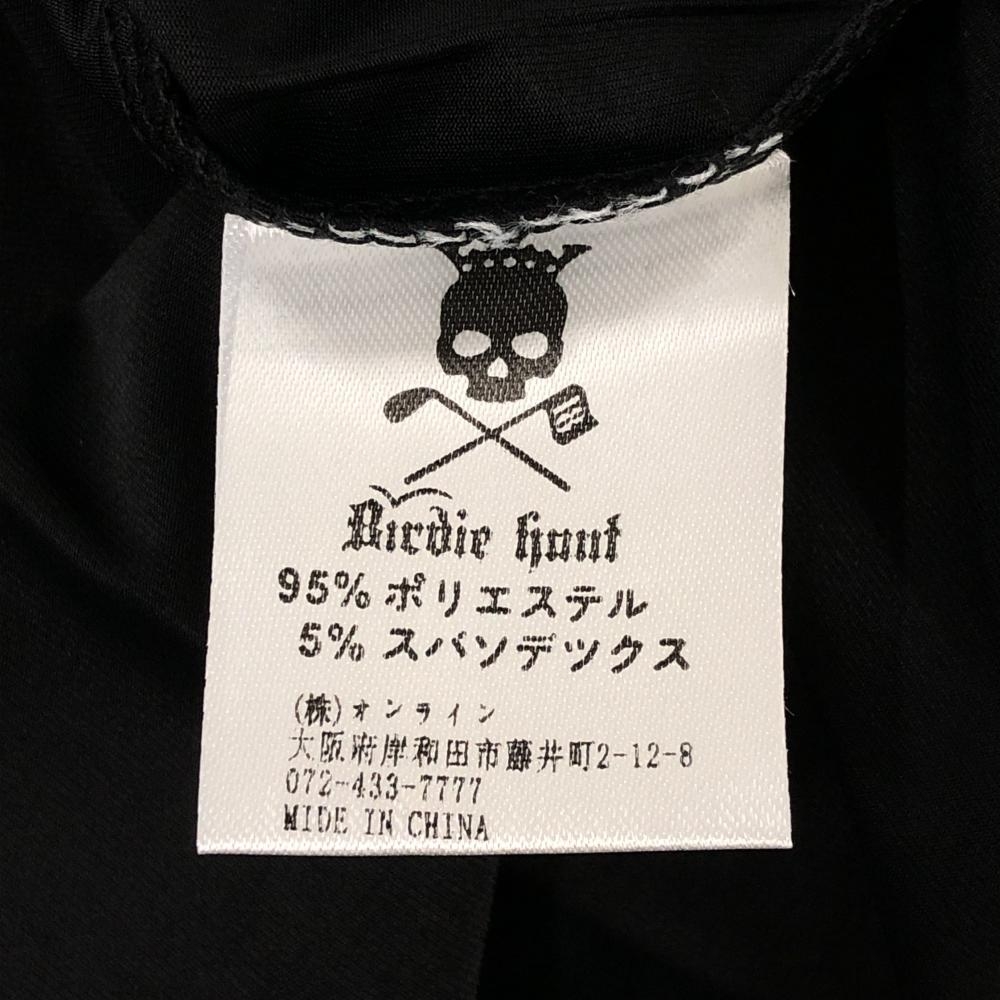 Birdie hunt
95% ポリエステル
5% スパンデックス
(株)オンライン
大阪府岸和田市藤井町2-12-8
072-433-7777
MIDE IN CHINA